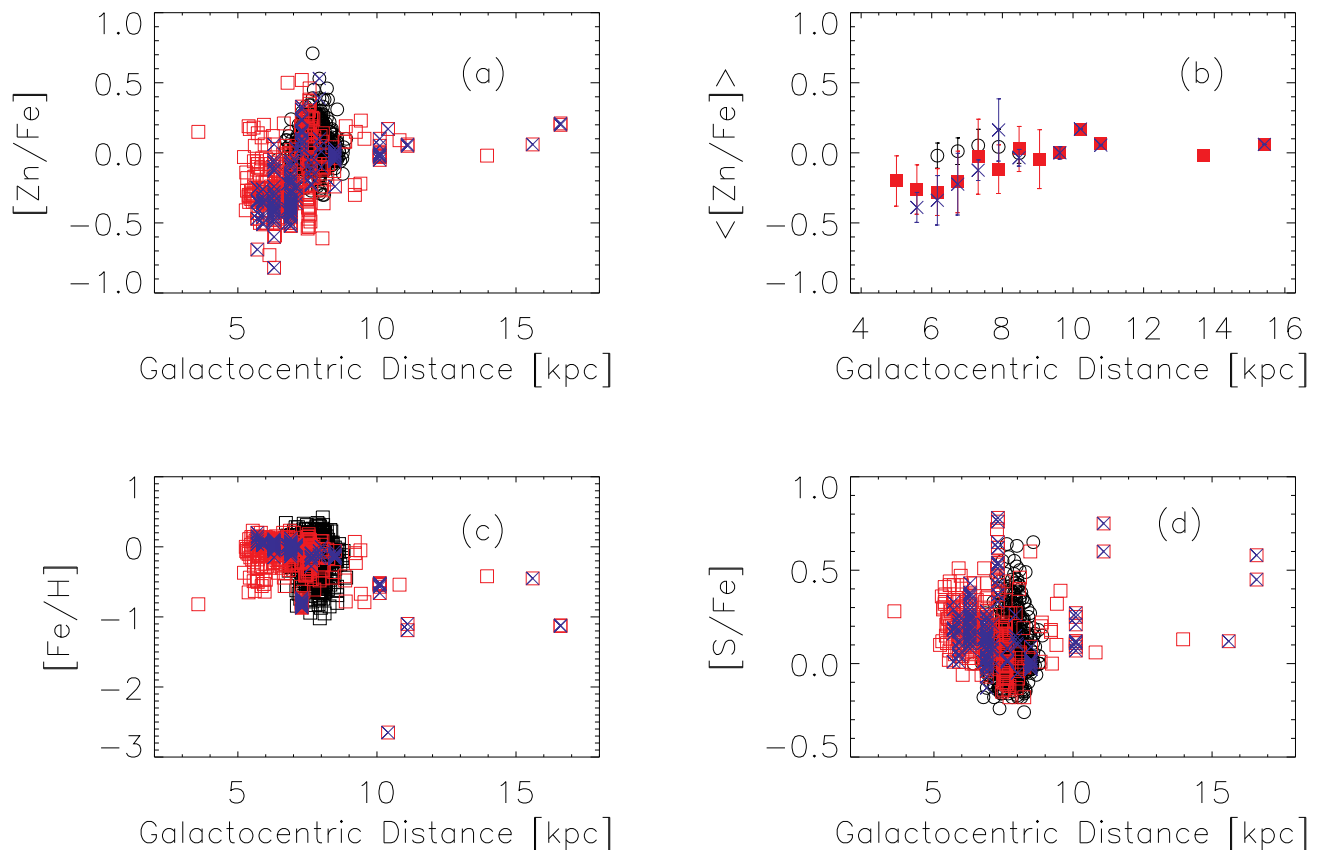 1.0
0.5
0.0
−0.5
−1.0
[Zn/Fe]
(a)
5 10 15
Galactocentric Distance [kpc]
1.0
0.5
0.0
−0.5
−1.0
<[Zn/Fe]>
(b)
4 6 8 10 12 14 16
Galactocentric Distance [kpc]
1
0
−1
−2
−3
[Fe/H]
(c)
5 10 15
Galactocentric Distance [kpc]
1.0
0.5
0.0
−0.5
[S/Fe]
(d)
5 10 15
Galactocentric Distance [kpc]